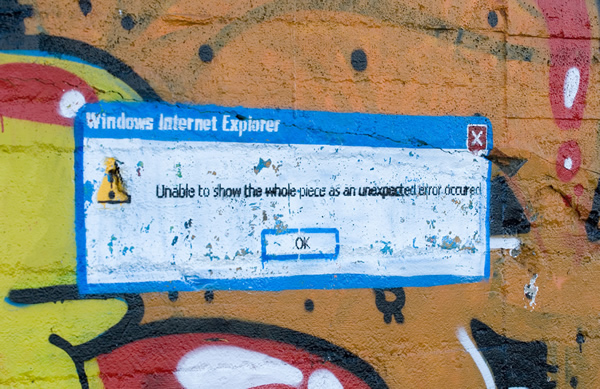 Windows Internet Explorer
X
Unable to show the whole piece as an unexpected error occured
OK